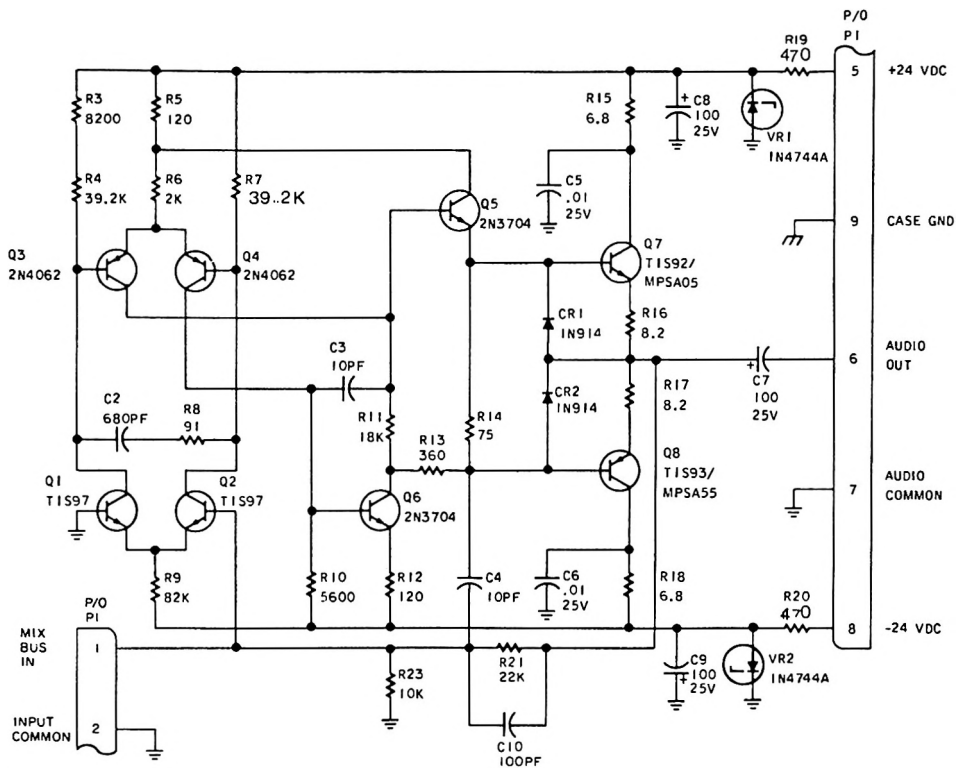 P/O
P1
R19
470
5
+24 VDC
R3
8200
R5
120
R15
6.8
C8
100
25V
+
VR1
1N4744A
R4
39.2K
R6
2K
R7
39..2K
Q5
2N3704
C5
.01
25V
9
CASE GND
Q3
2N4062
Q4
2N4062
Q7
TIS92/
MPSA05
CR1
1N914
R16
8.2
C3
10PF
AUDIO
OUT
6
+
C7
100
25V
C2
680PF
R8
91
R11
18K
R13
360
R14
75
CR2
1N914
R17
8.2
Q1
TIS97
Q2
TIS97
Q6
2N3704
Q8
TIS93/
MPSA55
AUDIO
COMMON
7
R9
82K
R10
5600
R12
120
C4
10PF
C6
.01
25V
R18
6.8
R20
470
8
-24 VDC
P/O
P1
MIX
BUS
IN
1
R23
10K
R21
22K
C9
100
25V
+
VR2
1N4744A
INPUT
COMMON
2
C10
100PF